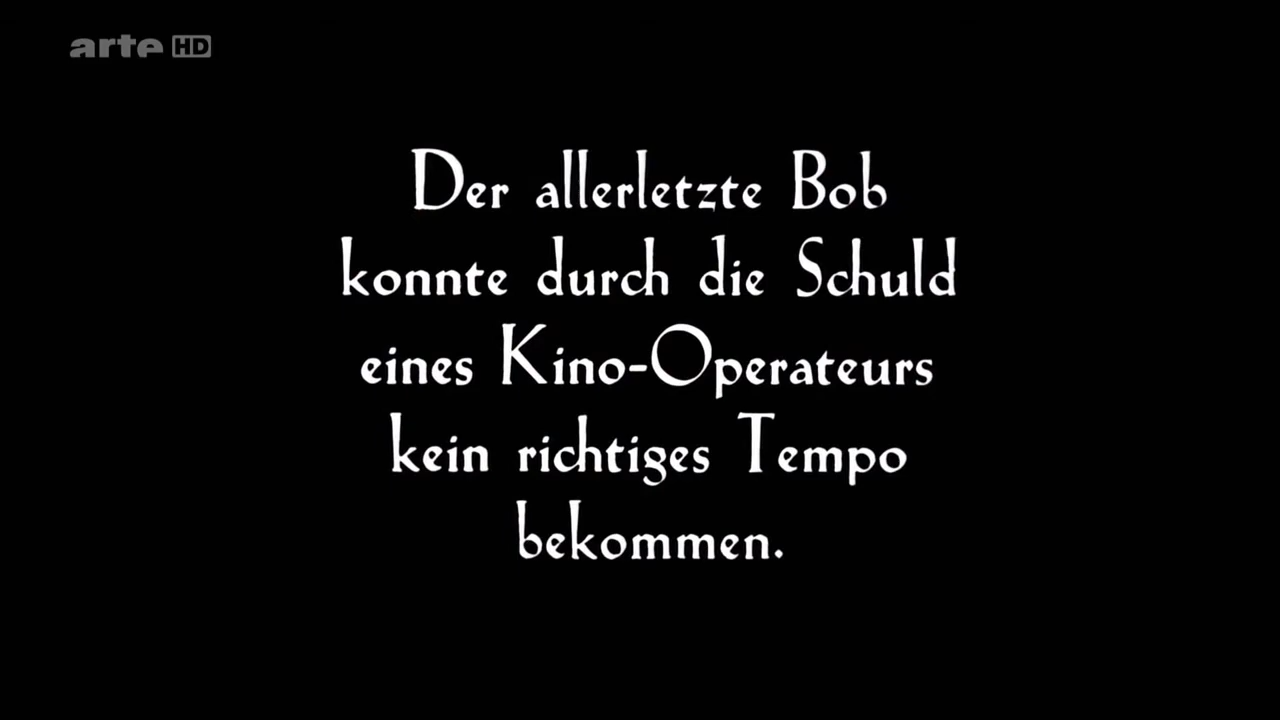 arte HD
Der allerletzte Bob
konnte durch die Schuld
eines Kino-Operateurs
kein richtiges Tempo
bekommen.